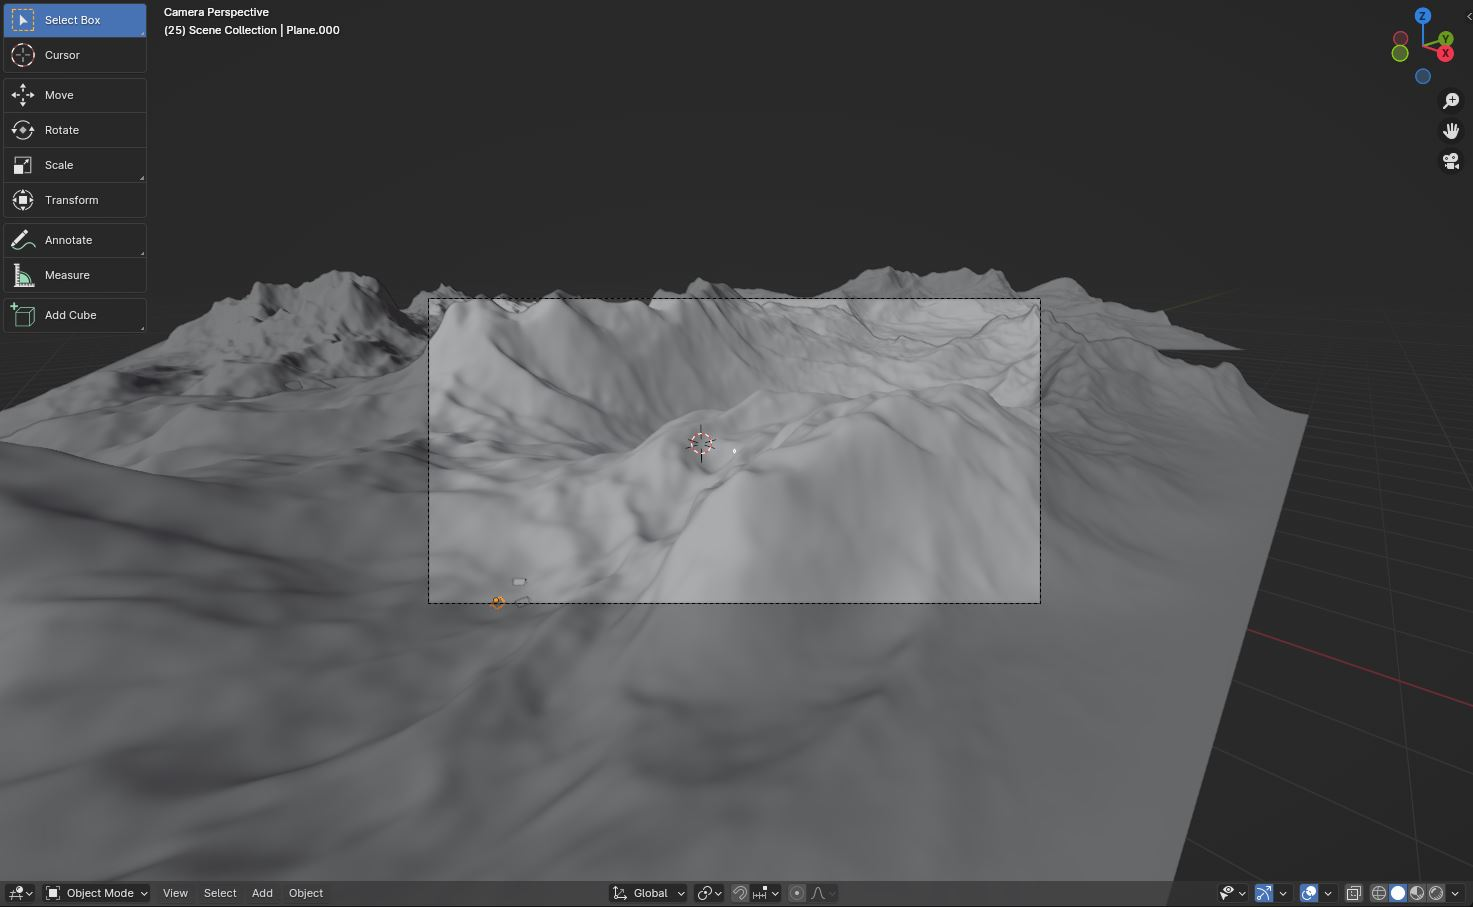 Select Box
Cursor
Move
Rotate
Scale
Transform
Annotate
Measure
Add Cube
Camera Perspective
(25) Scene Collection | Plane.000
Z
Y
X
Object Mode
View
Select
Add
Object
Global